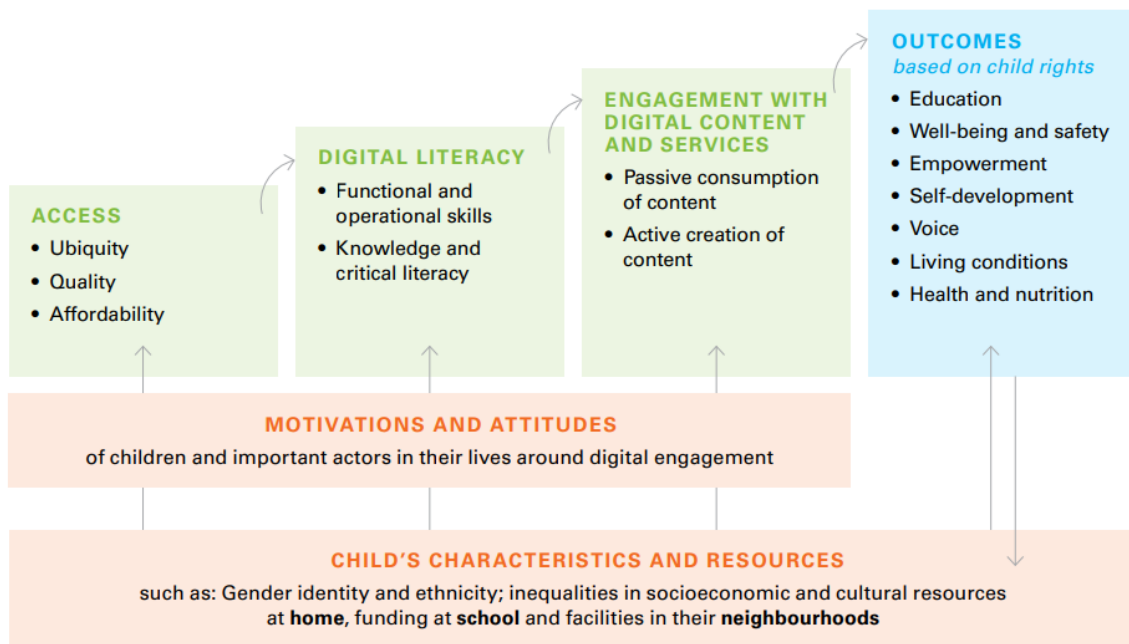 ACCESS
• Ubiquity
• Quality
• Affordability
DIGITAL LITERACY
• Functional and
operational skills
• Knowledge and
critical literacy
ENGAGEMENT WITH
DIGITAL CONTENT
AND SERVICES
• Passive consumption
of content
• Active creation of
content
OUTCOMES
based on child rights
• Education
• Well-being and safety
• Empowerment
• Self-development
• Voice
• Living conditions
• Health and nutrition
MOTIVATIONS AND ATTITUDES
of children and important actors in their lives around digital engagement
CHILD'S CHARACTERISTICS AND RESOURCES
such as: Gender identity and ethnicity; inequalities in socioeconomic and cultural resources
at home, funding at school and facilities in their neighbourhoods